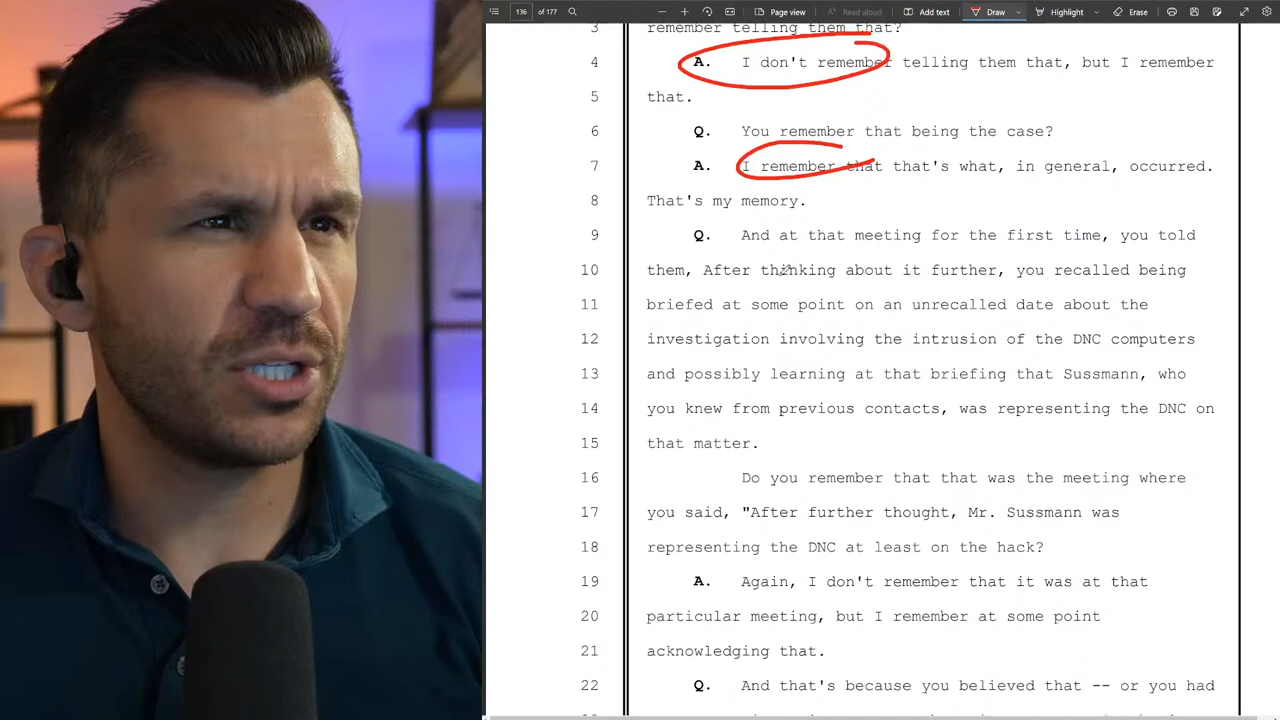 136 of 177
Page view
Read aloud
Add text
Draw
Highlight
Erase
3 remember telling them that?
4 A. I don't remember telling them that, but I remember
5 that.
6 Q. You remember that being the case?
7 A. I remember that that's what, in general, occurred.
8 That's my memory.
9 Q. And at that meeting for the first time, you told
10 them, After thinking about it further, you recalled being
11 briefed at some point on an unrecalled date about the
12 investigation involving the intrusion of the DNC computers
13 and possibly learning at that briefing that Sussmann, who
14 you knew from previous contacts, was representing the DNC on
15 that matter.
16 Do you remember that that was the meeting where
17 you said, "After further thought, Mr. Sussmann was
18 representing the DNC at least on the hack?
19 A. Again, I don't remember that it was at that
20 particular meeting, but I remember at some point
21 acknowledging that.
22 Q. And that's because you believed that -- or you had